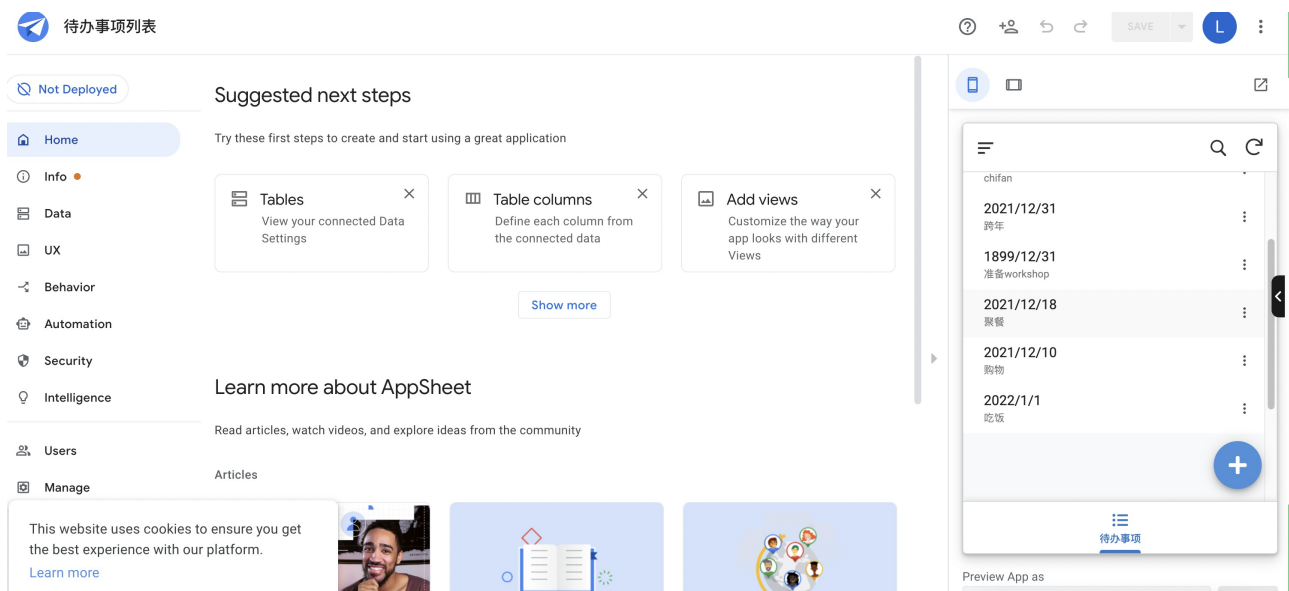 待办事项列表
SAVE
L
Not Deployed
Home
Info
Data
UX
Behavior
Automation
Security
Intelligence
Users
Manage
Suggested next steps
Try these first steps to create and start using a great application
Tables
View your connected Data
Settings
Table columns
Define each column from
the connected data
Add views
Customize the way your
app looks with different
Views
Show more
Learn more about AppSheet
Read articles, watch videos, and explore ideas from the community
Articles
This website uses cookies to ensure you get
the best experience with our platform.
Learn more
chifan
2021/12/31
跨年
1899/12/31
准备workshop
2021/12/18
聚餐
2021/12/10
购物
2022/1/1
吃饭
待办事项
Preview App as